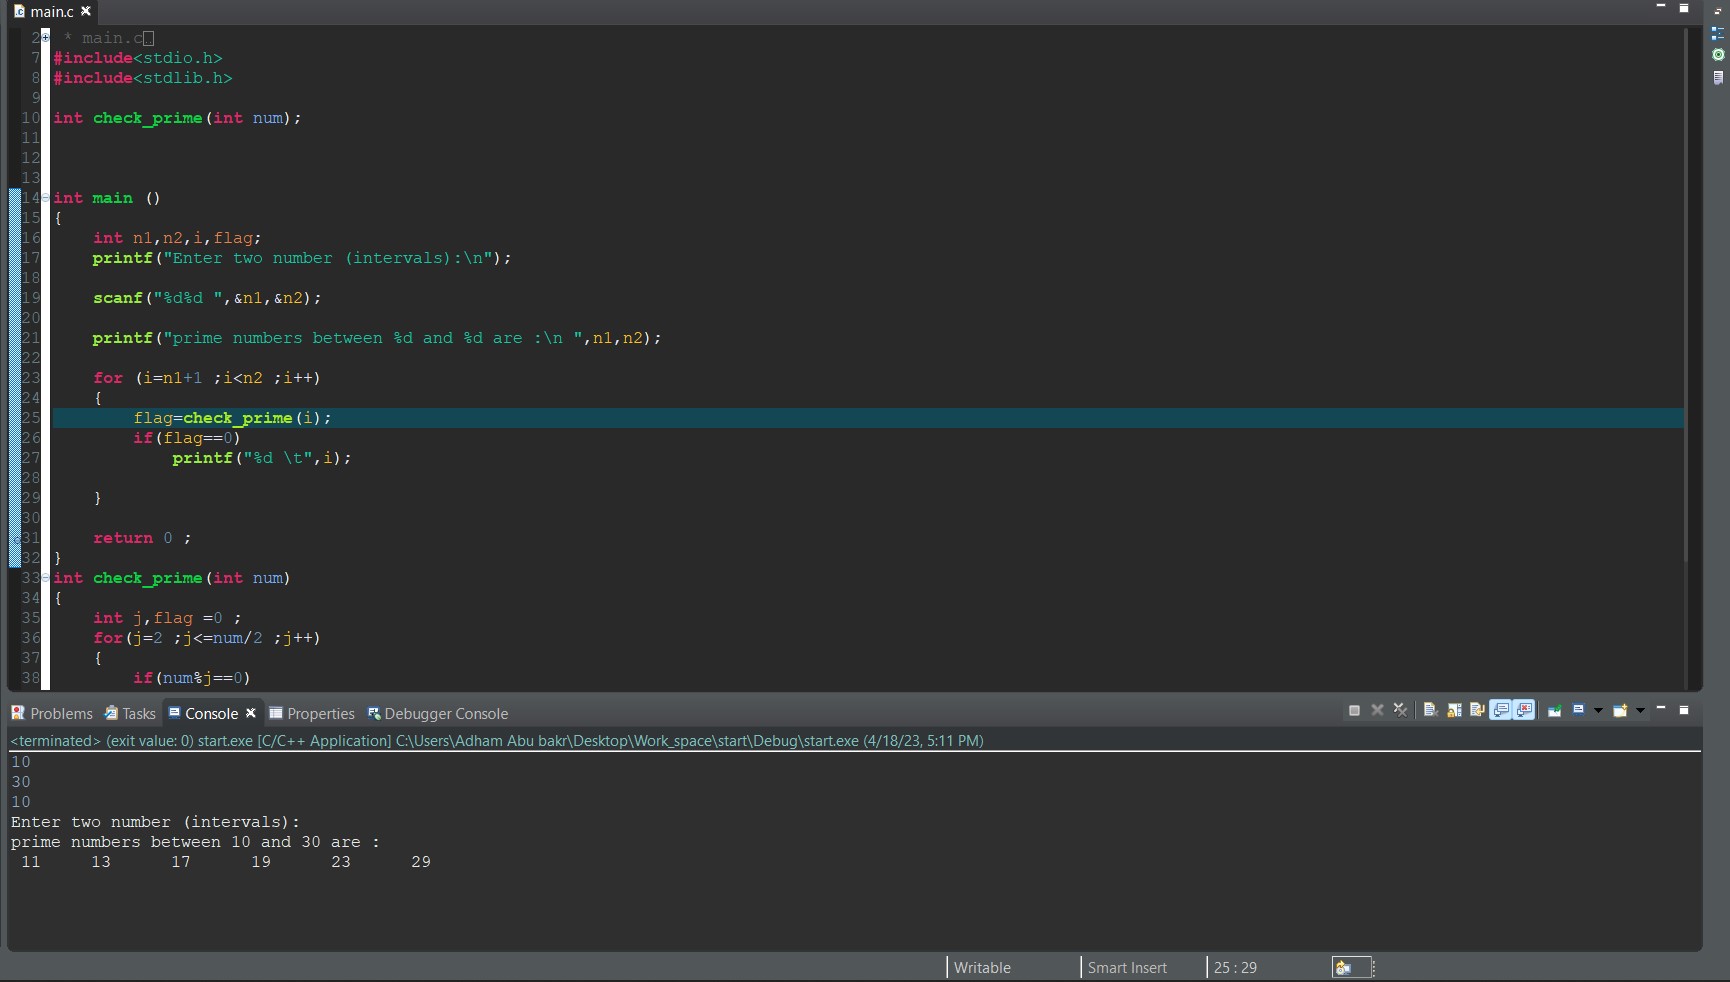 main.c
2 * main.c
7 #include<stdio.h>
8 #include<stdlib.h>
9
10 int check_prime(int num);
11
12
13
14 int main ()
15 {
16     int n1,n2,i,flag;
17     printf("Enter two number (intervals):\n");
18
19     scanf("%d%d ",&n1,&n2);
20
21     printf("prime numbers between %d and %d are :\n ",n1,n2);
22
23     for (i=n1+1 ;i<n2 ;i++)
24     {
25         flag=check_prime(i);
26         if(flag==0)
27             printf("%d \t",i);
28
29     }
30
31     return 0 ;
32 }
33 int check_prime(int num)
34 {
35     int j,flag =0 ;
36     for(j=2 ;j<=num/2 ;j++)
37     {
38         if(num%j==0)
Problems Tasks Console Properties Debugger Console
<terminated> (exit value: 0) start.exe [C/C++ Application] C:\Users\Adham Abu bakr\Desktop\Work_space\start\Debug\start.exe (4/18/23, 5:11 PM)
10
30
10
Enter two number (intervals):
prime numbers between 10 and 30 are :
 11 13 17 19 23 29
Writable Smart Insert 25 : 29